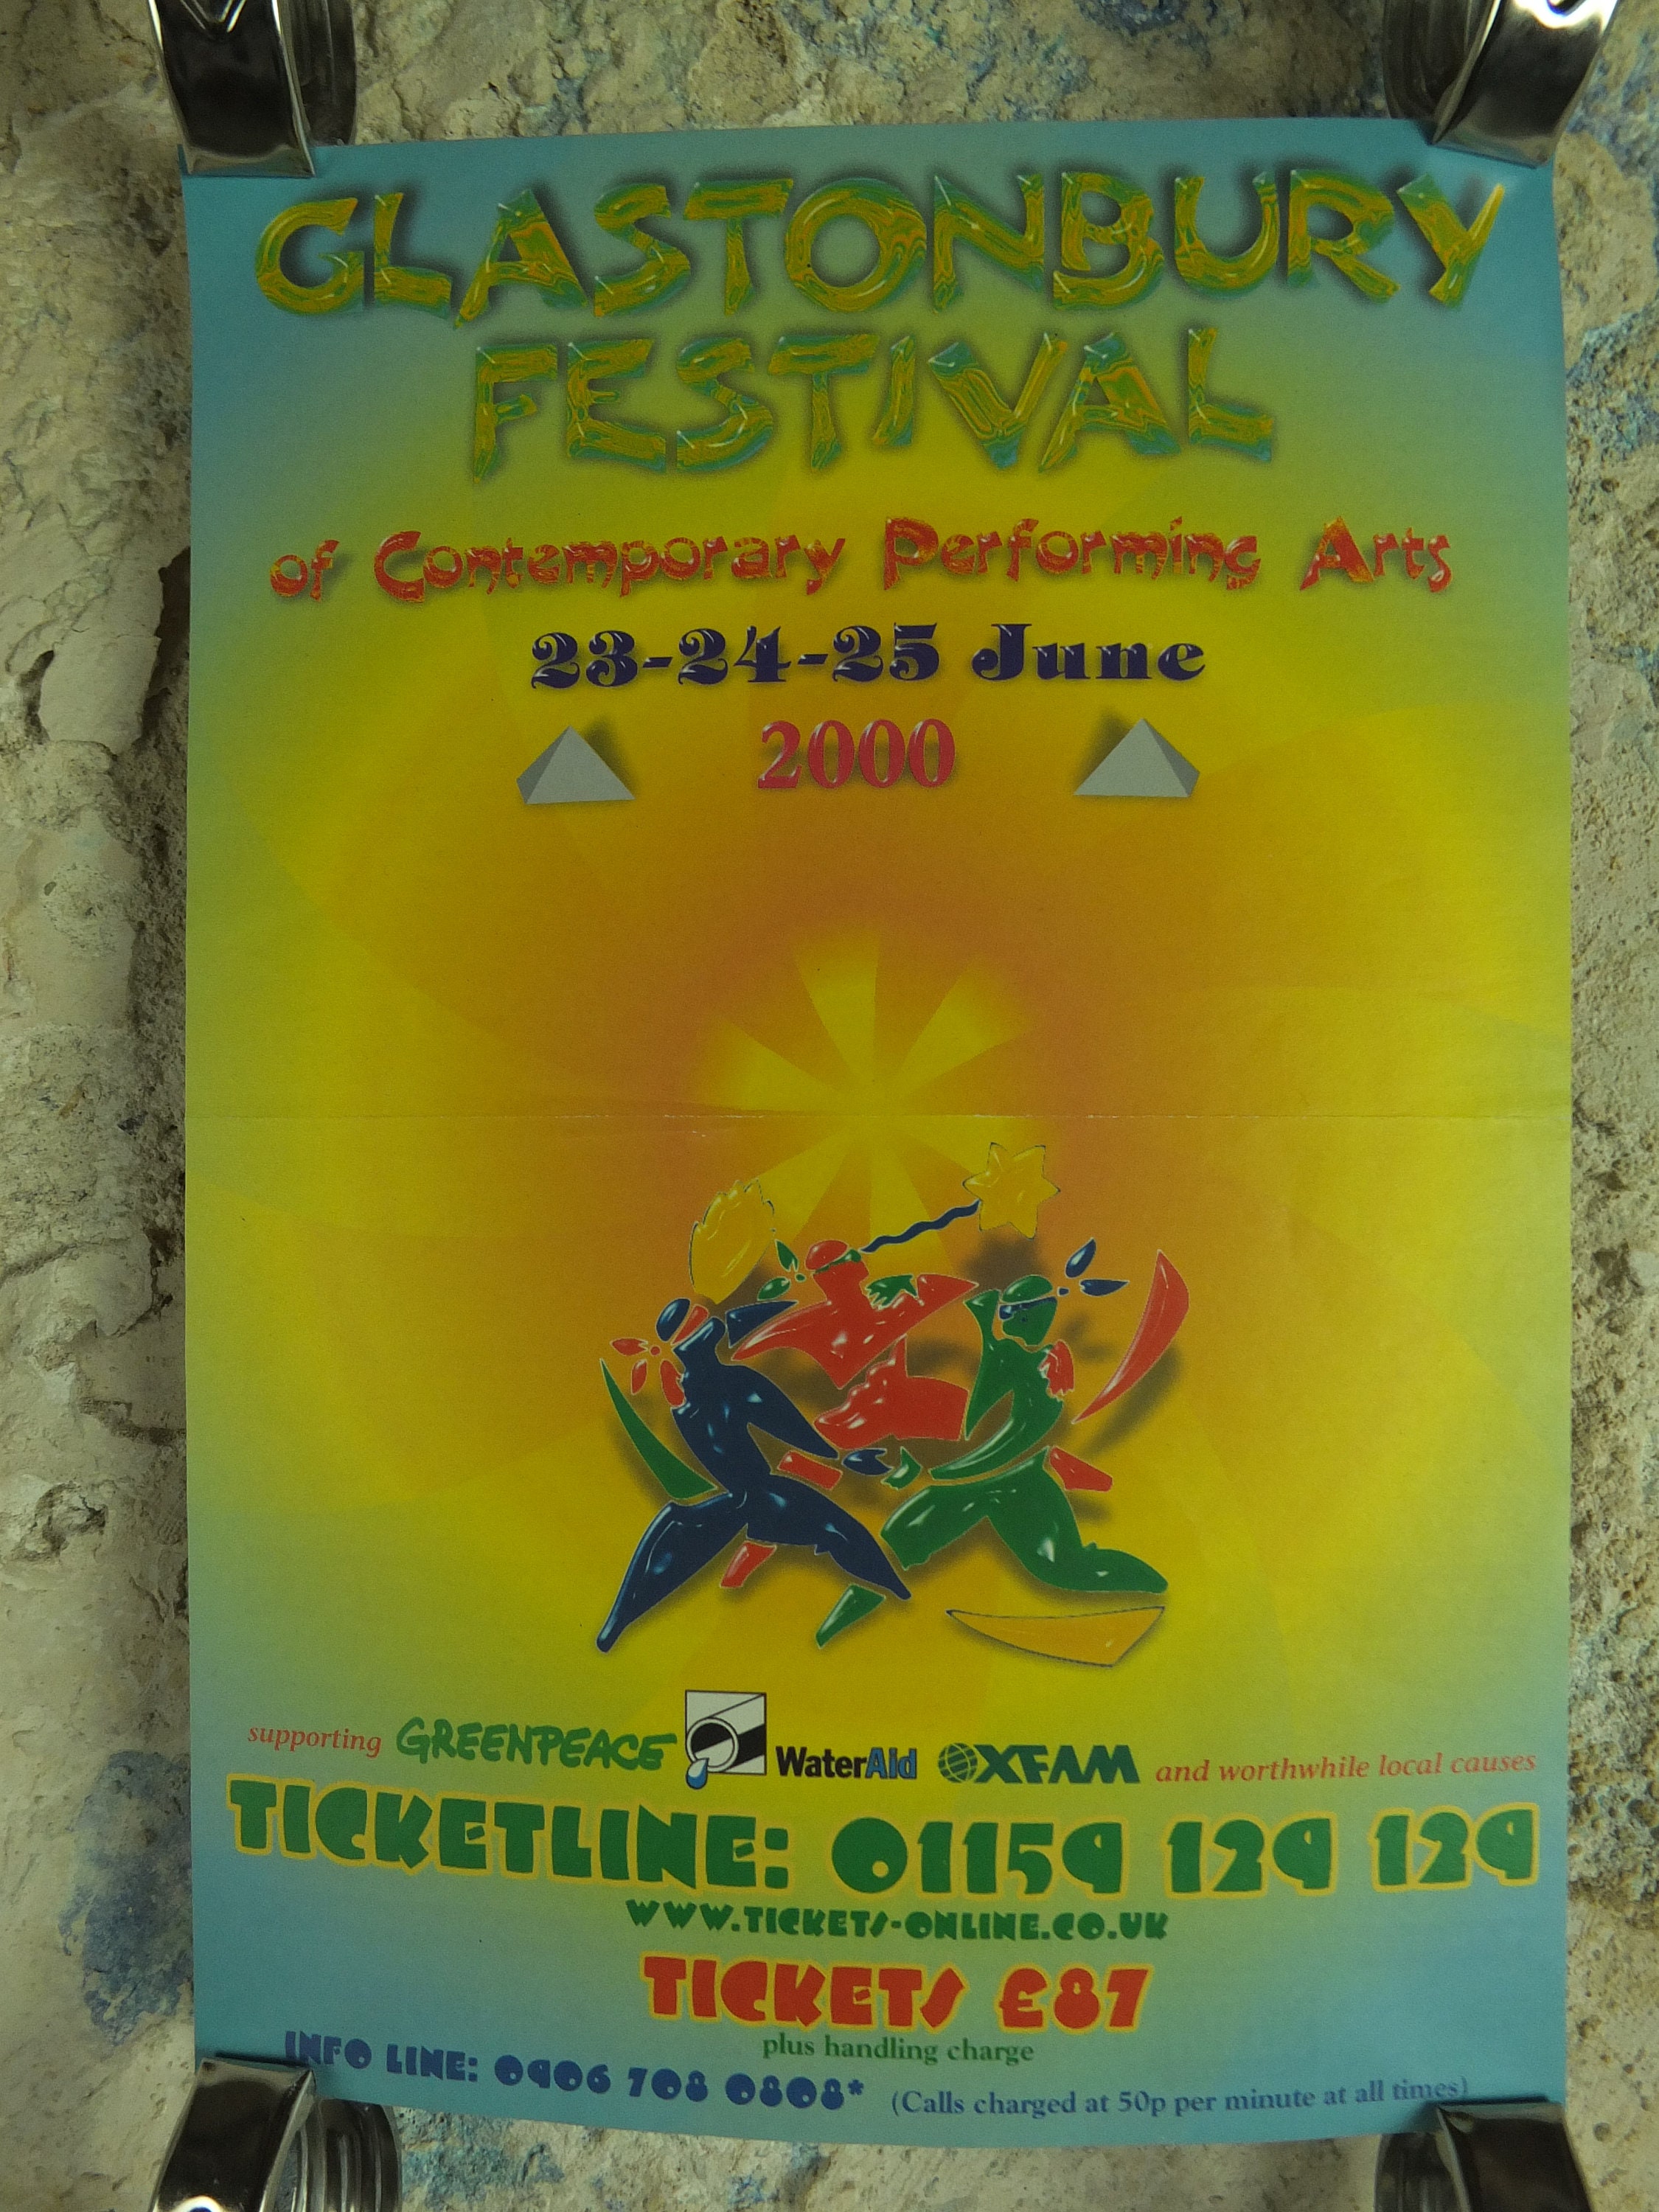 GLASTONBURY
FESTIVAL
of Contemporary Performing Arts
23-24-25 June
2000
supporting GREENPEACE WaterAid OXFAM and worthwhile local causes
TICKETLINE: 01159 129 129
WWW.TICKETS-ONLINE.CO.UK
TICKETS £87
plus handling charge
INFO LINE: 0906 708 0808* (Calls charged at 50p per minute at all times)